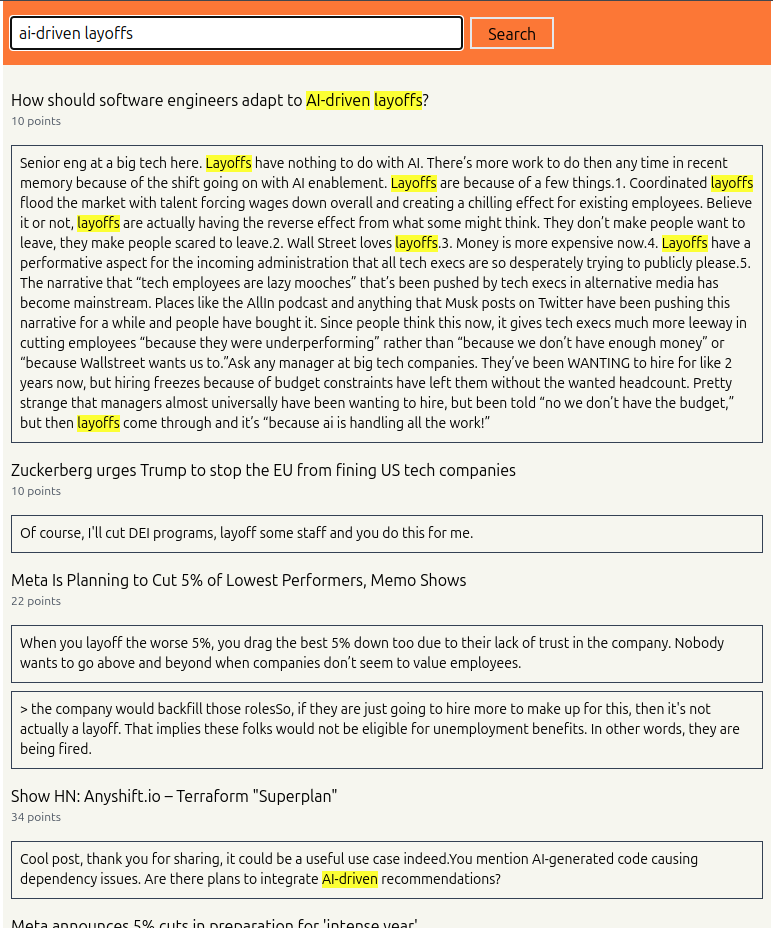 ai-driven layoffs
Search
How should software engineers adapt to AI-driven layoffs?
10 points
Senior eng at a big tech here. Layoffs have nothing to do with AI. There’s more work to do then any time in recent
memory because of the shift going on with AI enablement. Layoffs are because of a few things.1. Coordinated layoffs
flood the market with talent forcing wages down overall and creating a chilling effect for existing employees. Believe
it or not, layoffs are actually having the reverse effect from what some might think. They don’t make people want to
leave, they make people scared to leave.2. Wall Street loves layoffs.3. Money is more expensive now.4. Layoffs have a
performative aspect for the incoming administration that all tech execs are so desperately trying to publicly please.5.
The narrative that “tech employees are lazy mooches” that’s been pushed by tech execs in alternative media has
become mainstream. Places like the AllIn podcast and anything that Musk posts on Twitter have been pushing this
narrative for a while and people have bought it. Since people think this now, it gives tech execs much more leeway in
cutting employees “because they were underperforming” rather than “because we don’t have enough money” or
“because Wallstreet wants us to.”Ask any manager at big tech companies. They’ve been WANTING to hire for like 2
years now, but hiring freezes because of budget constraints have left them without the wanted headcount. Pretty
strange that managers almost universally have been wanting to hire, but been told “no we don’t have the budget,”
but then layoffs come through and it’s “because ai is handling all the work!”
Zuckerberg urges Trump to stop the EU from fining US tech companies
10 points
Of course, I'll cut DEI programs, layoff some staff and you do this for me.
Meta Is Planning to Cut 5% of Lowest Performers, Memo Shows
22 points
When you layoff the worse 5%, you drag the best 5% down too due to their lack of trust in the company. Nobody
wants to go above and beyond when companies don’t seem to value employees.
> the company would backfill those rolesSo, if they are just going to hire more to make up for this, then it's not
actually a layoff. That implies these folks would not be eligible for unemployment benefits. In other words, they are
being fired.
Show HN: Anyshift.io – Terraform "Superplan"
34 points
Cool post, thank you for sharing, it could be a useful use case indeed.You mention AI-generated code causing
dependency issues. Are there plans to integrate AI-driven recommendations?
Meta announces 5% cuts in preparation for 'intense year'